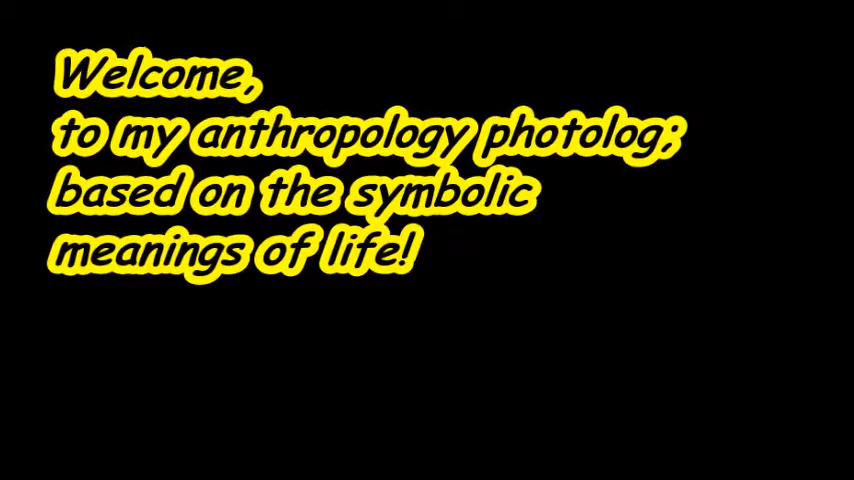 Welcome,
to my anthropology photolog;
based on the symbolic
meanings of life!